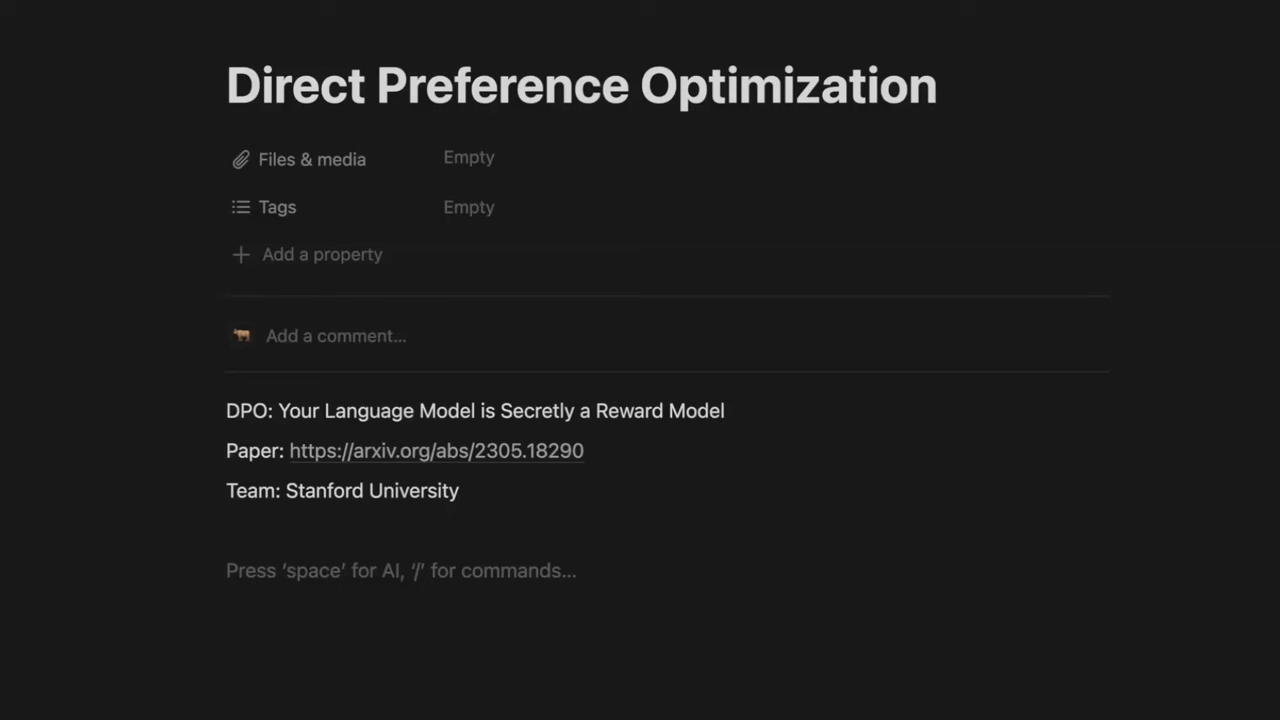 Direct Preference Optimization
Files & media Empty
Tags Empty
Add a property
Add a comment...
DPO: Your Language Model is Secretly a Reward Model
Paper: https://arxiv.org/abs/2305.18290
Team: Stanford University
Press ‘space’ for AI, ‘/’ for commands...